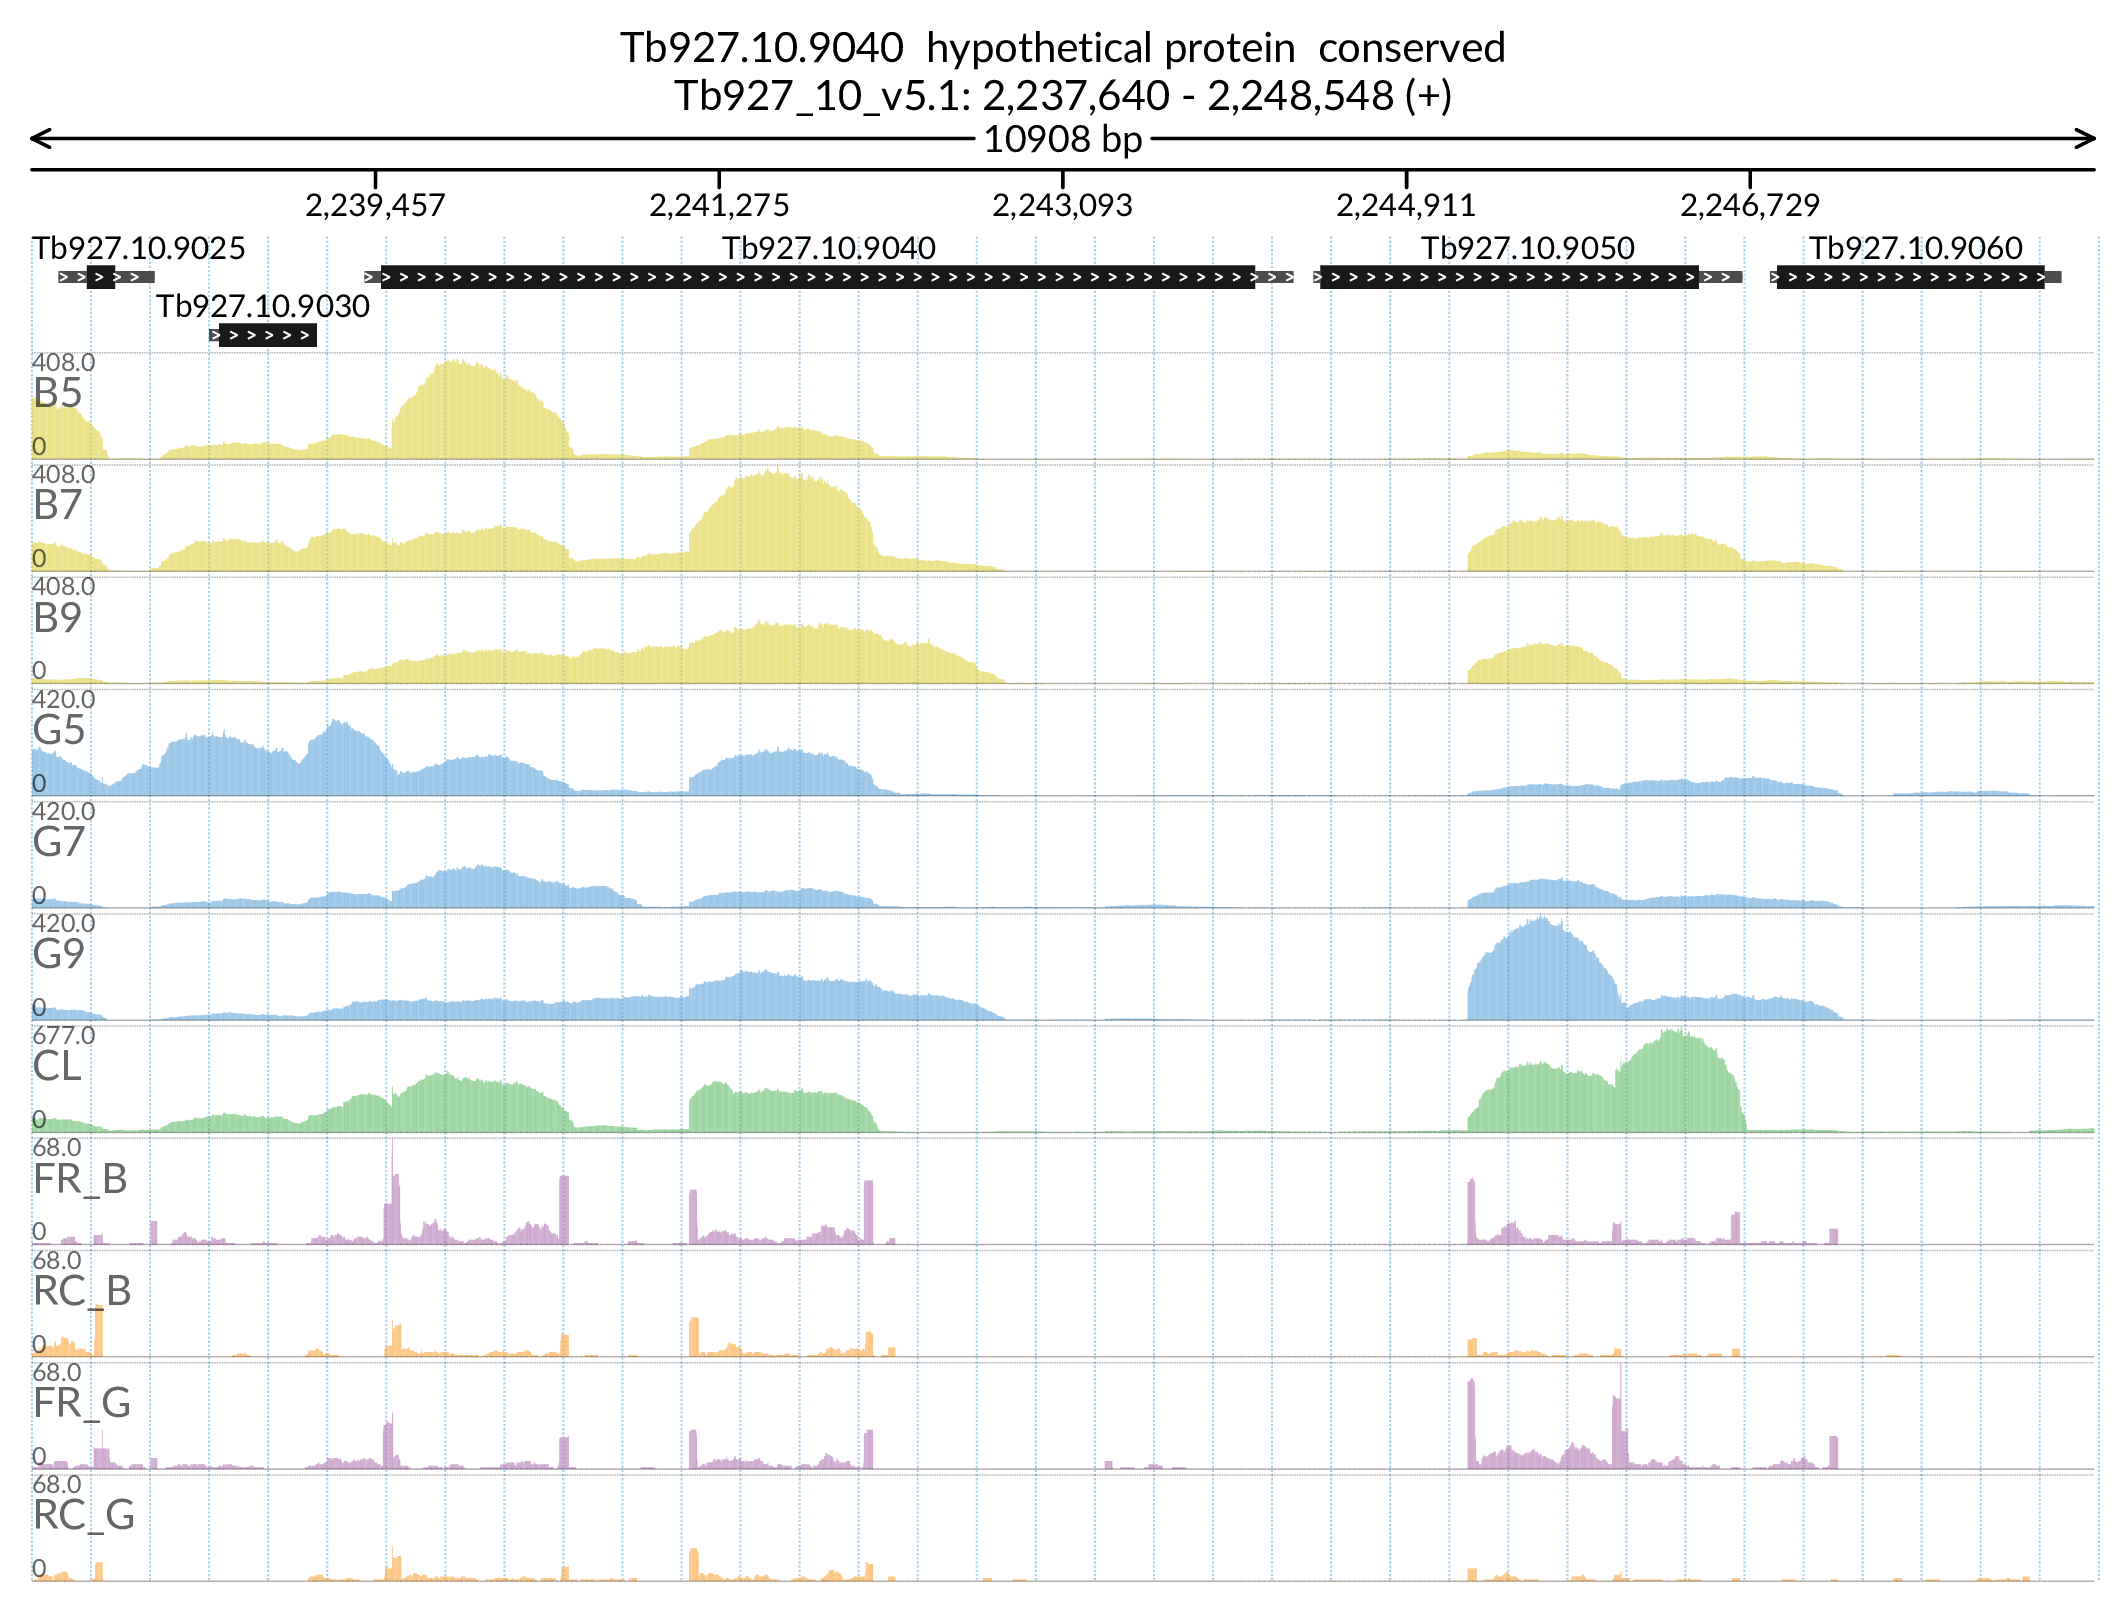 Tb927.10.9040  hypothetical protein  conserved
Tb927_10_v5.1: 2,237,640 - 2,248,548 (+)
10908 bp
2,239,457 2,241,275 2,243,093 2,244,911 2,246,729
Tb927.10.9025 Tb927.10.9040 Tb927.10.9050 Tb927.10.9060
Tb927.10.9030
408.0
B5
0
408.0
B7
0
408.0
B9
0
420.0
G5
0
420.0
G7
0
420.0
G9
0
677.0
CL
0
68.0
FR_B
0
68.0
RC_B
0
68.0
FR_G
0
68.0
RC_G
0